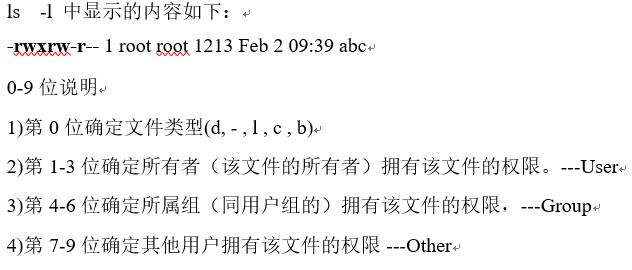 ls -l 中显示的内容如下：
-rwxrw-r-- 1 root root 1213 Feb 2 09:39 abc
0-9 位说明
1)第 0 位确定文件类型(d, - , l , c , b)
2)第 1-3 位确定所有者（该文件的所有者）拥有该文件的权限。---User
3)第 4-6 位确定所属组（同用户组的）拥有该文件的权限，---Group
4)第 7-9 位确定其他用户拥有该文件的权限 ---Other